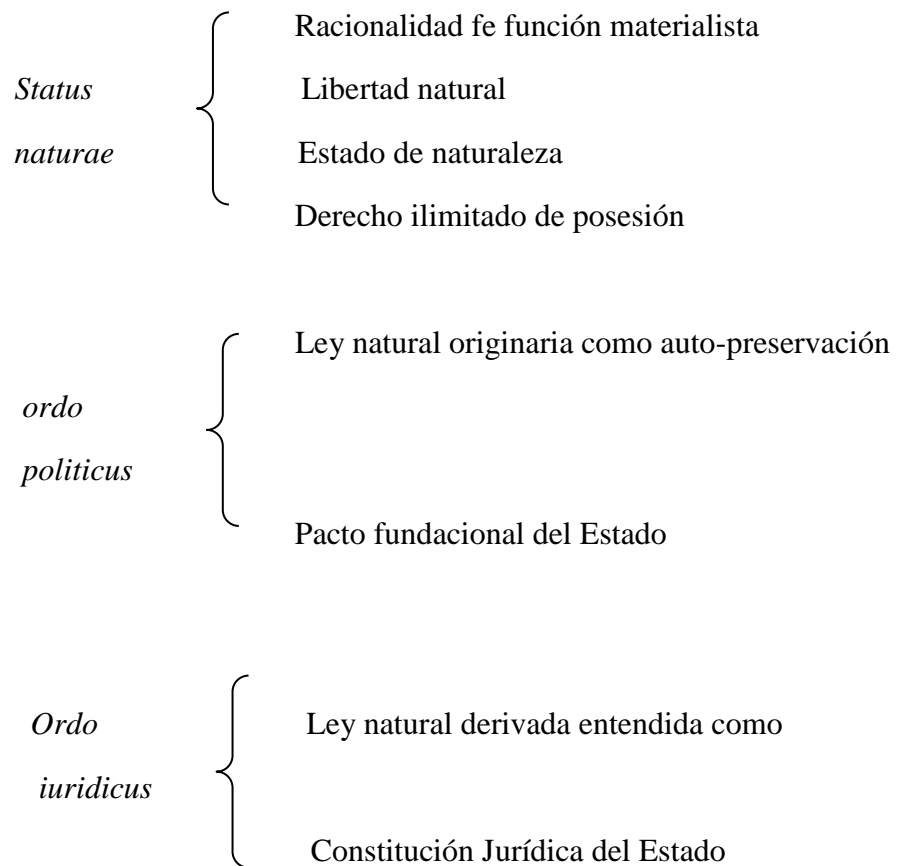 Racionalidad fe función materialista
Status
naturae
Libertad natural
Estado de naturaleza
Derecho ilimitado de posesión
Ley natural originaria como auto-preservación
ordo
politicus
Pacto fundacional del Estado
Ordo
iuridicus
Ley natural derivada entendida como
Constitución Jurídica del Estado